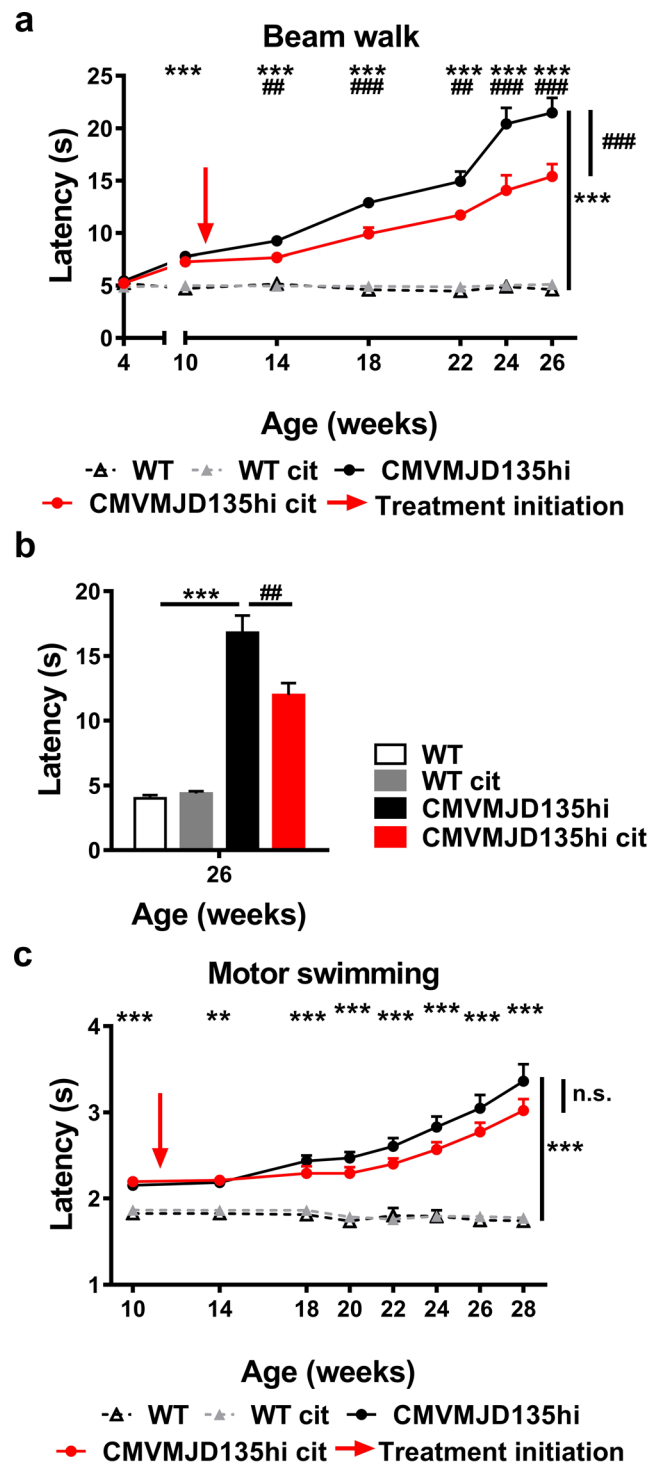 a
Beam walk
*** *** *** *** *** ***
## ### ## ### ###
25
20
15
10
5
0
Latency (s)
###
***
4 10 14 18 22 24 26
Age (weeks)
WT WT cit CMVMJD135hi
CMVMJD135hi cit Treatment initiation
b
20
15
10
5
0
Latency (s)
*** ##
26
Age (weeks)
WT
WT cit
CMVMJD135hi
CMVMJD135hi cit
c
Motor swimming
*** ** *** *** *** *** *** ***
4
3
2
1
Latency (s)
n.s.
***
10 14 18 20 22 24 26 28
Age (weeks)
WT WT cit CMVMJD135hi
CMVMJD135hi cit Treatment initiation